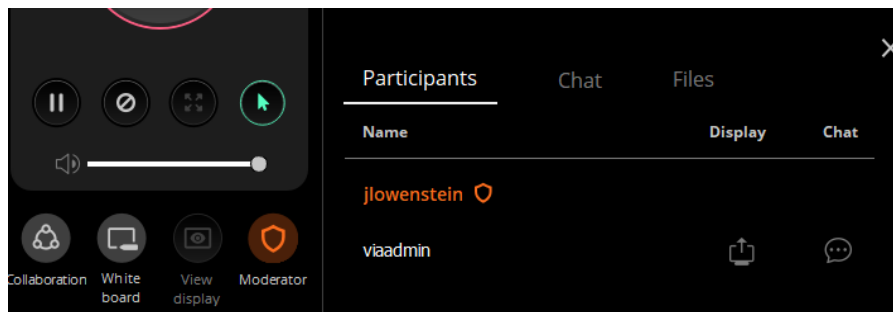 Participants Chat Files
Name Display Chat
jlowenstein
viaadmin
Collaboration White board View display Moderator